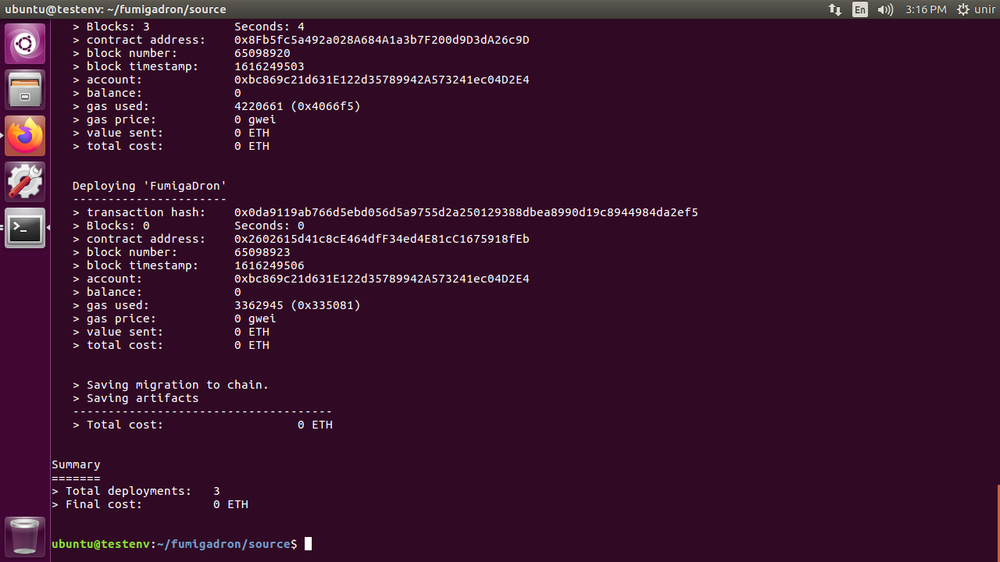 ubuntu@testenv: ~/fumigadron/source En 3:16 PM unir
> Blocks: 3 Seconds: 4
> contract address: 0x8Fb5fc5a492a028A684A1a3b7F200d9D3dA26c9D
> block number: 65098920
> block timestamp: 1616249503
> account: 0xbc869c21d631E122d35789942A573241ec04D2E4
> balance: 0
> gas used: 4220661 (0x4066f5)
> gas price: 0 gwei
> value sent: 0 ETH
> total cost: 0 ETH
Deploying 'FumigaDron'
----------------------
> transaction hash: 0x0da9119ab766d5ebd056d5a9755d2a250129388dbea8990d19c8944984da2ef5
> Blocks: 0 Seconds: 0
> contract address: 0x2602615d41c8cE464dfF34ed4E81cC1675918fEb
> block number: 65098923
> block timestamp: 1616249506
> account: 0xbc869c21d631E122d35789942A573241ec04D2E4
> balance: 0
> gas used: 3362945 (0x335081)
> gas price: 0 gwei
> value sent: 0 ETH
> total cost: 0 ETH
> Saving migration to chain.
> Saving artifacts
-------------------------------------
> Total cost: 0 ETH
Summary
=======
> Total deployments: 3
> Final cost: 0 ETH
ubuntu@testenv:~/fumigadron/source$